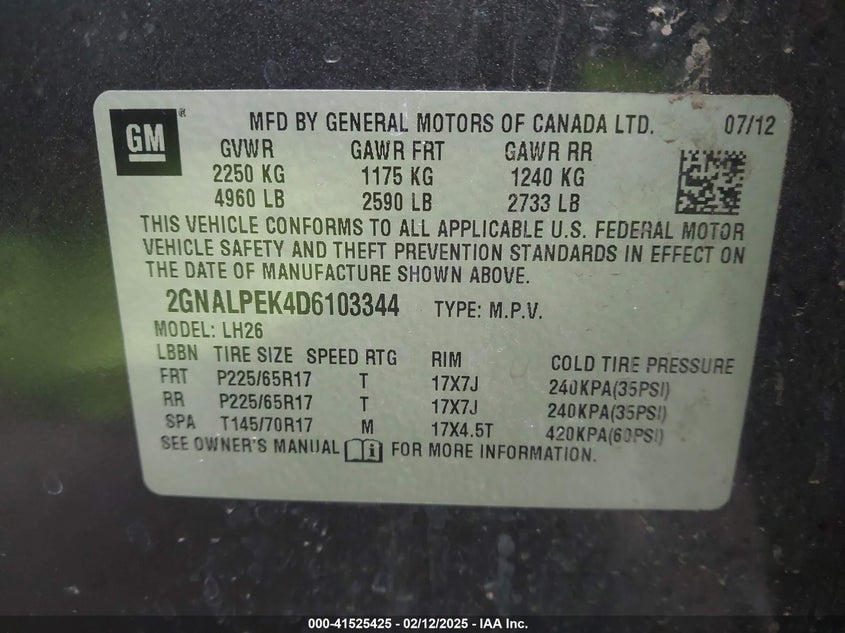 GM ® MFD BY GENERAL MOTORS OF CANADA LTD. 07/12
GVWR GAWR FRT GAWR RR
2250 KG 1175 KG 1240 KG
4960 LB 2590 LB 2733 LB
THIS VEHICLE CONFORMS TO ALL APPLICABLE U.S. FEDERAL MOTOR
VEHICLE SAFETY AND THEFT PREVENTION STANDARDS IN EFFECT ON
THE DATE OF MANUFACTURE SHOWN ABOVE.
2GNALPEK4D6103344 TYPE: M.P.V.
MODEL: LH26
LBBN TIRE SIZE SPEED RTG RIM COLD TIRE PRESSURE
FRT P225/65R17 T 17X7J 240KPA(35PSI)
RR P225/65R17 T 17X7J 240KPA(35PSI)
SPA T145/70R17 M 17X4.5T 420KPA(60PSI)
SEE OWNER'S MANUAL i FOR MORE INFORMATION.
000-41525425 - 02/12/2025 - IAA Inc.